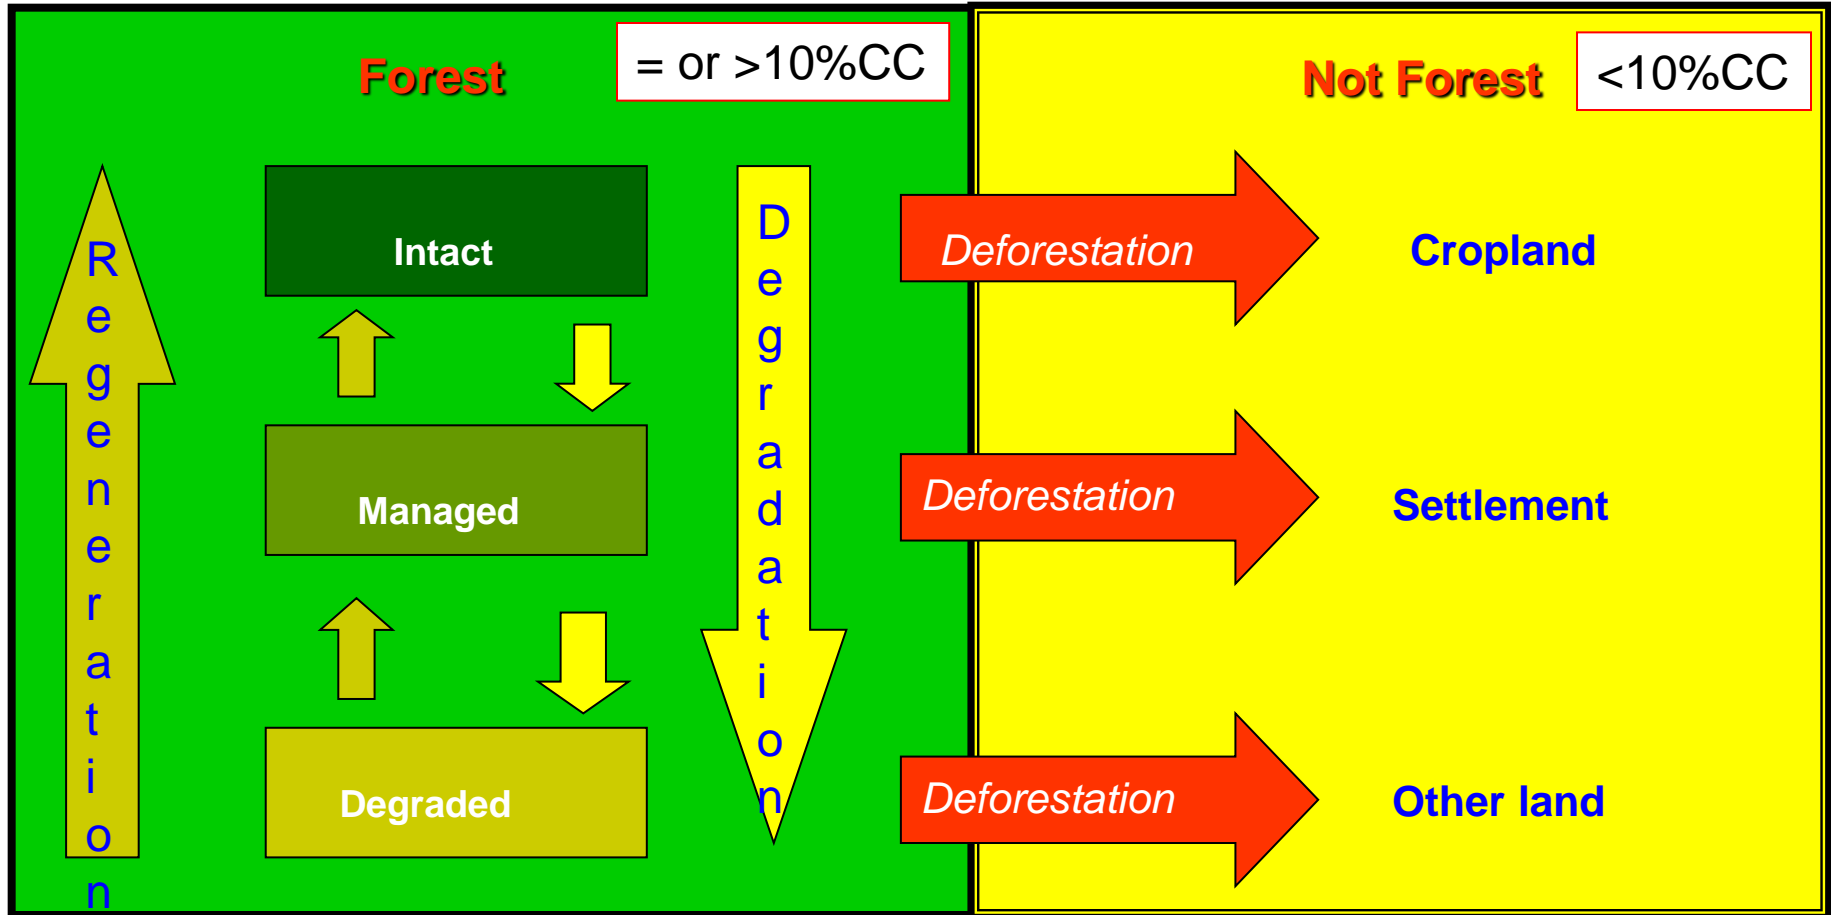 Forest
= or >10%CC
Not Forest
<10%CC
Regeneration
Intact
Managed
Degraded
Degradation
Deforestation
Cropland
Deforestation
Settlement
Deforestation
Other land